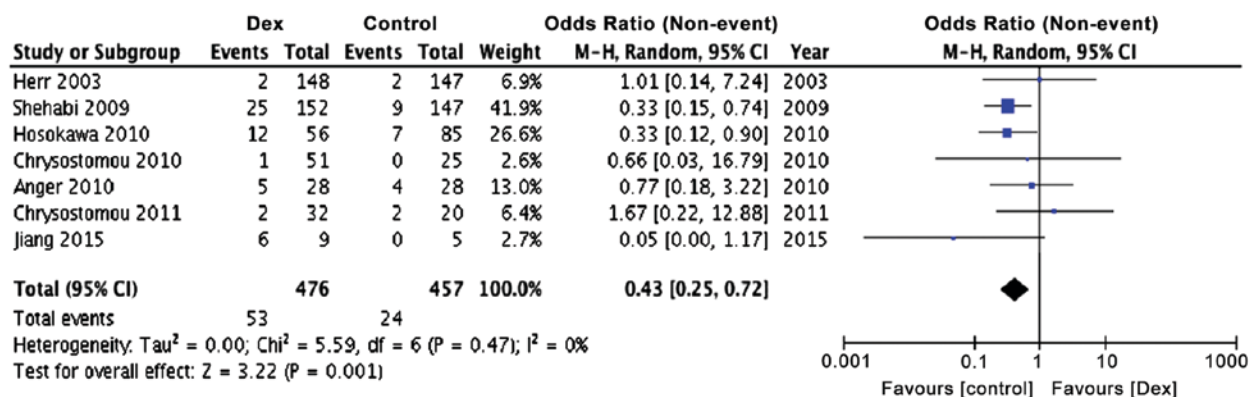 Dex Control Odds Ratio (Non-event) Odds Ratio (Non-event)
Study or Subgroup Events Total Events Total Weight M-H, Random, 95% CI Year M-H, Random, 95% CI
Herr 2003 2 148 2 147 6.9% 1.01 [0.14, 7.24] 2003
Shehabi 2009 25 152 9 147 41.9% 0.33 [0.15, 0.74] 2009
Hosokawa 2010 12 56 7 85 26.6% 0.33 [0.12, 0.90] 2010
Chrysostomou 2010 1 51 0 25 2.6% 0.66 [0.03, 16.79] 2010
Anger 2010 5 28 4 28 13.0% 0.77 [0.18, 3.22] 2010
Chrysostomou 2011 2 32 2 20 6.4% 1.67 [0.22, 12.88] 2011
Jiang 2015 6 9 0 5 2.7% 0.05 [0.00, 1.17] 2015
Total (95% CI) 476 457 100.0% 0.43 [0.25, 0.72]
Total events 53 24
Heterogeneity: Tau² = 0.00; Chi² = 5.59, df = 6 (P = 0.47); I² = 0%
Test for overall effect: Z = 3.22 (P = 0.001)
0.001 0.1 1 10 1000
Favours [control] Favours [Dex]